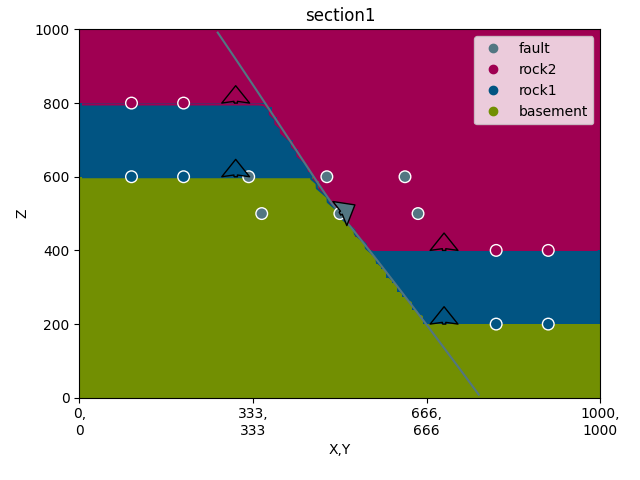 section1
1000
800
600
400
200
0
Z
fault
rock2
rock1
basement
0, 333, 666, 1000,
0 333 666 1000
X,Y